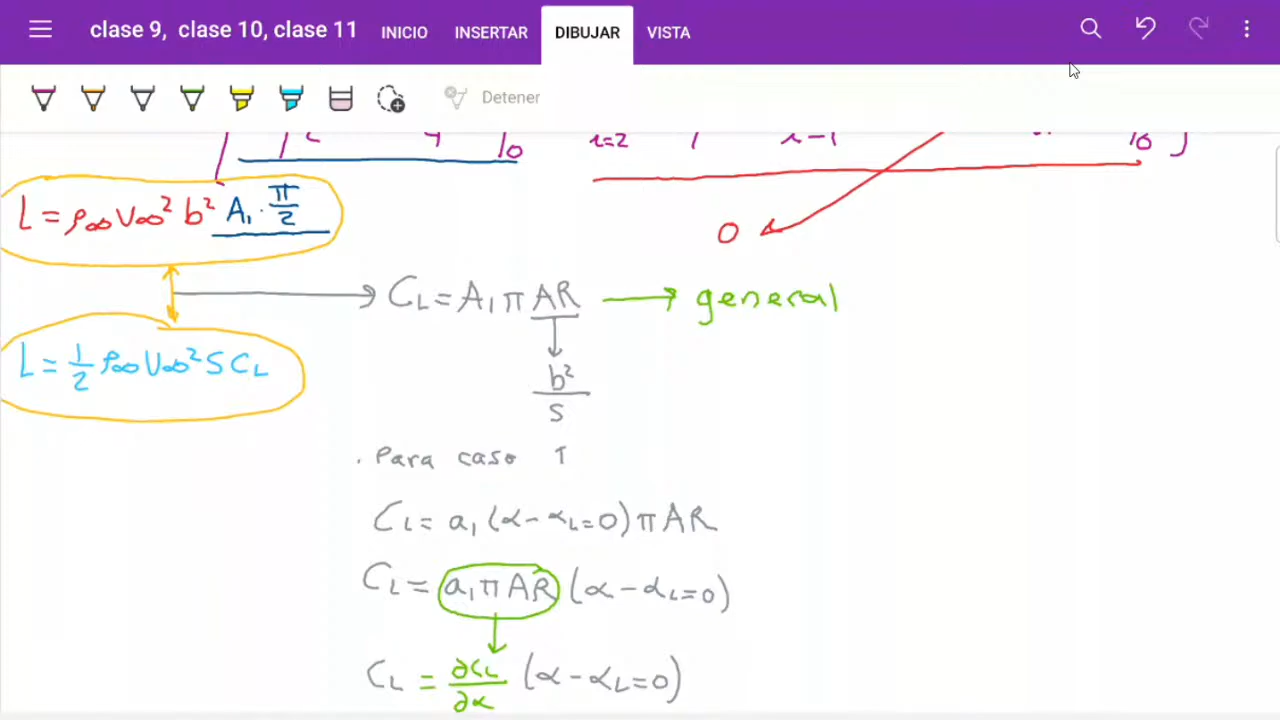 clase 9, clase 10, clase 11 INICIO INSERTAR DIBUJAR VISTA
Detener
i=2
L = ρ∞ V∞² b² A₁ · π/2
0
C_L = A₁ π AR → general
b²/S
L = 1/2 ρ∞ V∞² S C_L
. Para caso 1
C_L = a₁ (α - α_L=0) π AR
C_L = a₁ π AR (α - α_L=0)
C_L = ∂C_L/∂α (α - α_L=0)